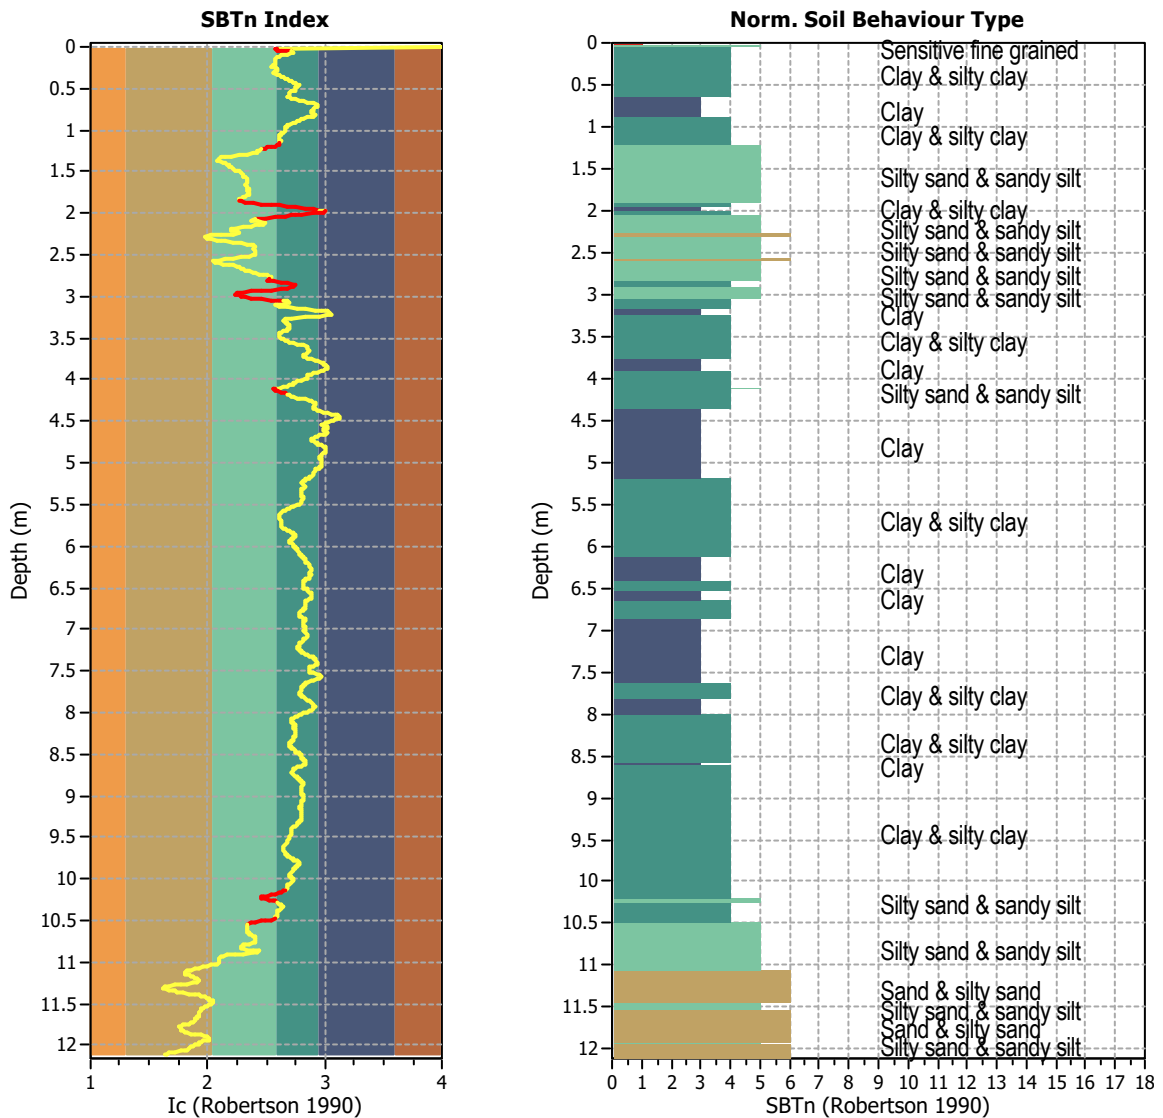 SBTn Index
0
0.5
1
1.5
2
2.5
3
3.5
4
4.5
5
5.5
6
6.5
7
7.5
8
8.5
9
9.5
10
10.5
11
11.5
12
Depth (m)
1 2 3 4
Ic (Robertson 1990)
Norm. Soil Behaviour Type
0
0.5
1
1.5
2
2.5
3
3.5
4
4.5
5
5.5
6
6.5
7
7.5
8
8.5
9
9.5
10
10.5
11
11.5
12
Depth (m)
Sensitive fine grained
Clay & silty clay
Clay
Clay & silty clay
Silty sand & sandy silt
Clay & silty clay
Silty sand & sandy silt
Silty sand & sandy silt
Silty sand & sandy silt
Silty sand & sandy silt
Clay
Clay & silty clay
Clay
Silty sand & sandy silt
Clay
Clay & silty clay
Clay
Clay
Clay
Clay & silty clay
Clay & silty clay
Clay
Clay & silty clay
Silty sand & sandy silt
Silty sand & sandy silt
Sand & silty sand
Silty sand & sandy silt
Sand & silty sand
Silty sand & sandy silt
0 1 2 3 4 5 6 7 8 9 10 11 12 13 14 15 16 17 18
SBTn (Robertson 1990)